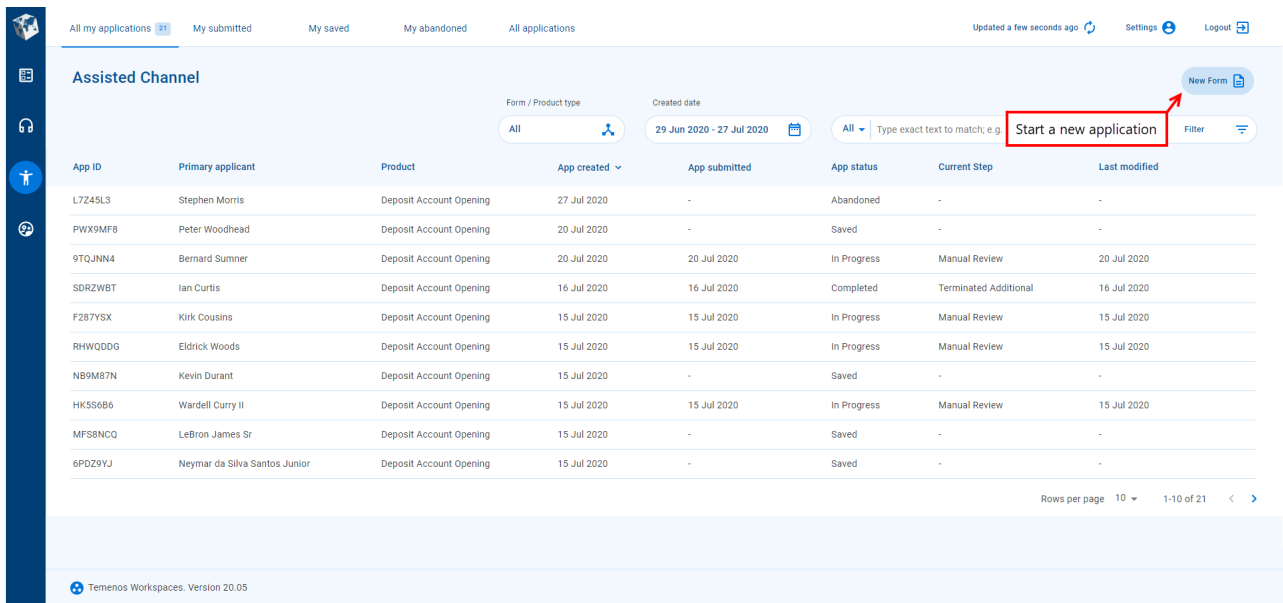 All my applications 21 My submitted My saved My abandoned All applications Updated a few seconds ago Settings Logout
Assisted Channel
New Form
Form / Product type Created date
All 29 Jun 2020 - 27 Jul 2020 All Type exact text to match; e.g. Start a new application Filter
App ID Primary applicant Product App created App submitted App status Current Step Last modified
L7Z45L3 Stephen Morris Deposit Account Opening 27 Jul 2020 - Abandoned - -
PWX9MF8 Peter Woodhead Deposit Account Opening 20 Jul 2020 - Saved - -
9TQJNN4 Bernard Sumner Deposit Account Opening 20 Jul 2020 20 Jul 2020 In Progress Manual Review 20 Jul 2020
SDRZWBT Ian Curtis Deposit Account Opening 16 Jul 2020 16 Jul 2020 Completed Terminated Additional 16 Jul 2020
F287YSX Kirk Cousins Deposit Account Opening 15 Jul 2020 15 Jul 2020 In Progress Manual Review 15 Jul 2020
RHWQDDG Eldrick Woods Deposit Account Opening 15 Jul 2020 15 Jul 2020 In Progress Manual Review 15 Jul 2020
NB9M87N Kevin Durant Deposit Account Opening 15 Jul 2020 - Saved - -
HK5S6B6 Wardell Curry II Deposit Account Opening 15 Jul 2020 15 Jul 2020 In Progress Manual Review 15 Jul 2020
MFS8NCQ LeBron James Sr Deposit Account Opening 15 Jul 2020 - Saved - -
6PDZ9YJ Neymar da Silva Santos Junior Deposit Account Opening 15 Jul 2020 - Saved - -
Rows per page 10 1-10 of 21
Temenos Workspaces. Version 20.05